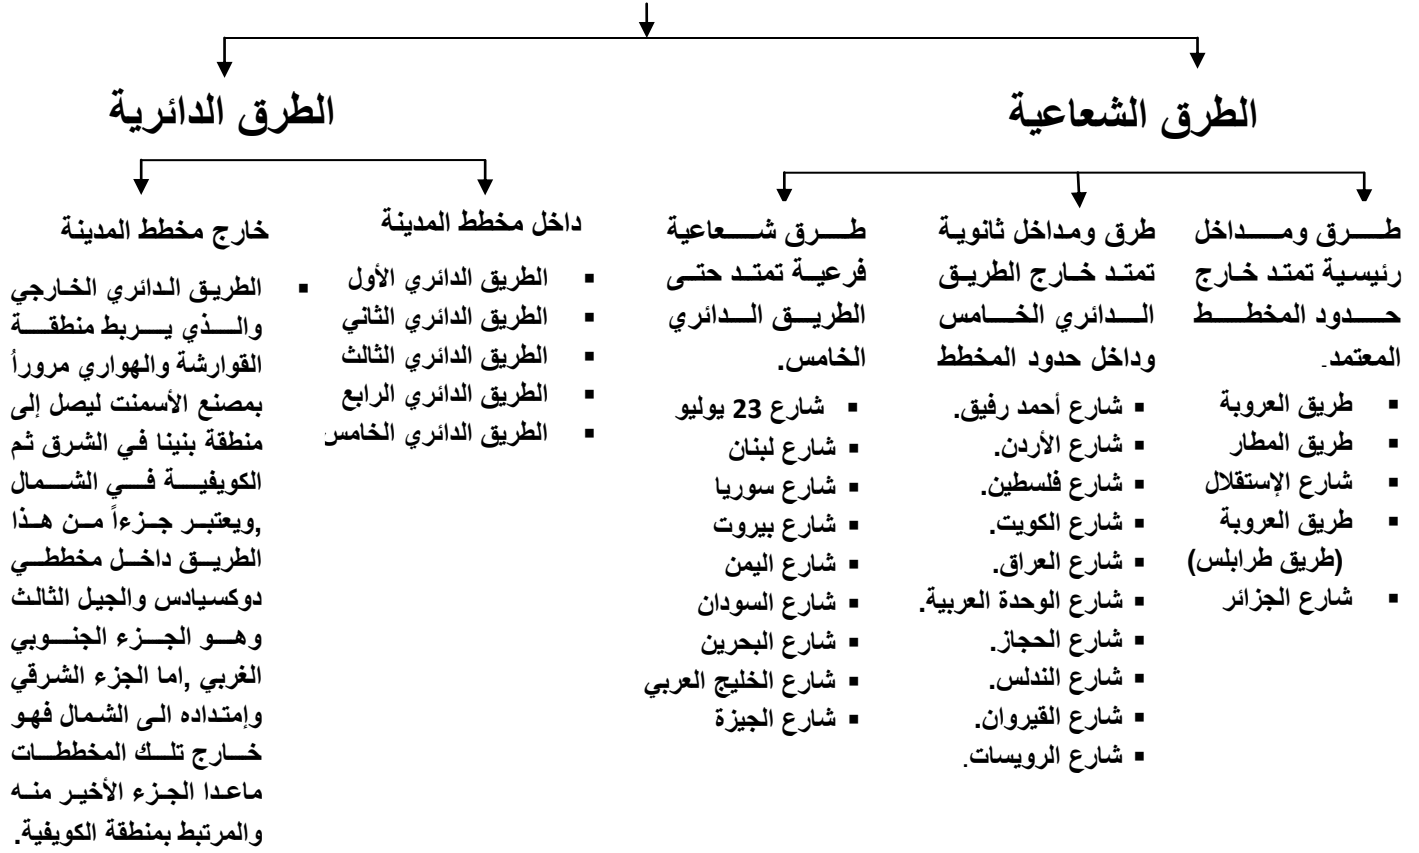 الطرق الشعاعية
طرق ومداخل
رئيسية تمتد خارج
حدود المخطط
المعتمد.
▪ طريق العروبة
▪ طريق المطار
▪ شارع الإستقلال
▪ طريق العروبة
(طريق طرابلس)
▪ شارع الجزائر
طرق ومداخل ثانوية
تمتد خارج الطريق
الدائري الخامس
وداخل حدود المخطط
▪ شارع أحمد رفيق.
▪ شارع الأردن.
▪ شارع فلسطين.
▪ شارع الكويت.
▪ شارع العراق.
▪ شارع الوحدة العربية.
▪ شارع الحجاز.
▪ شارع الندلس.
▪ شارع القيروان.
▪ شارع الرويسات.
طرق شعاعية
فرعية تمتد حتى
الطريق الدائري
الخامس.
▪ شارع 23 يوليو
▪ شارع لبنان
▪ شارع سوريا
▪ شارع بيروت
▪ شارع اليمن
▪ شارع السودان
▪ شارع البحرين
▪ شارع الخليج العربي
▪ شارع الجيزة
الطرق الدائرية
داخل مخطط المدينة
▪ الطريق الدائري الأول
▪ الطريق الدائري الثاني
▪ الطريق الدائري الثالث
▪ الطريق الدائري الرابع
▪ الطريق الدائري الخامس
خارج مخطط المدينة
▪ الطريق الدائري الخارجي
والذي يربط منطقة
القوارشة والهواري مروراُ
بمصنع الأسمنت ليصل إلى
منطقة بنينا في الشرق ثم
الكويفية في الشمال
,ويعتبر جزءاً من هذا
الطريق داخل مخططي
دوكسيادس والجيل الثالث
وهو الجزء الجنوبي
الغربي ,اما الجزء الشرقي
وإمتداده الى الشمال فهو
خارج تلك المخططات
ماعدا الجزء الأخير منه
والمرتبط بمنطقة الكويفية.